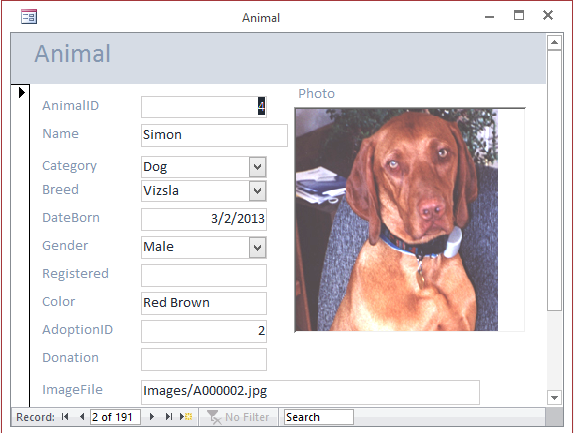 Animal
Animal
Photo
AnimalID 4
Name Simon
Category Dog
Breed Vizsla
DateBorn 3/2/2013
Gender Male
Registered
Color Red Brown
AdoptionID 2
Donation
ImageFile Images/A000002.jpg
Record: 2 of 191 No Filter Search